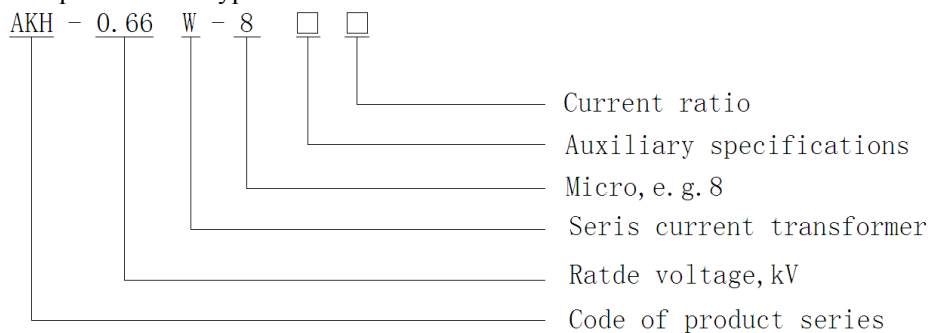 AKH - 0.66 W - 8 □ □
Current ratio
Auxiliary specifications
Micro, e.g. 8
Seris current transformer
Ratde voltage, kV
Code of product series